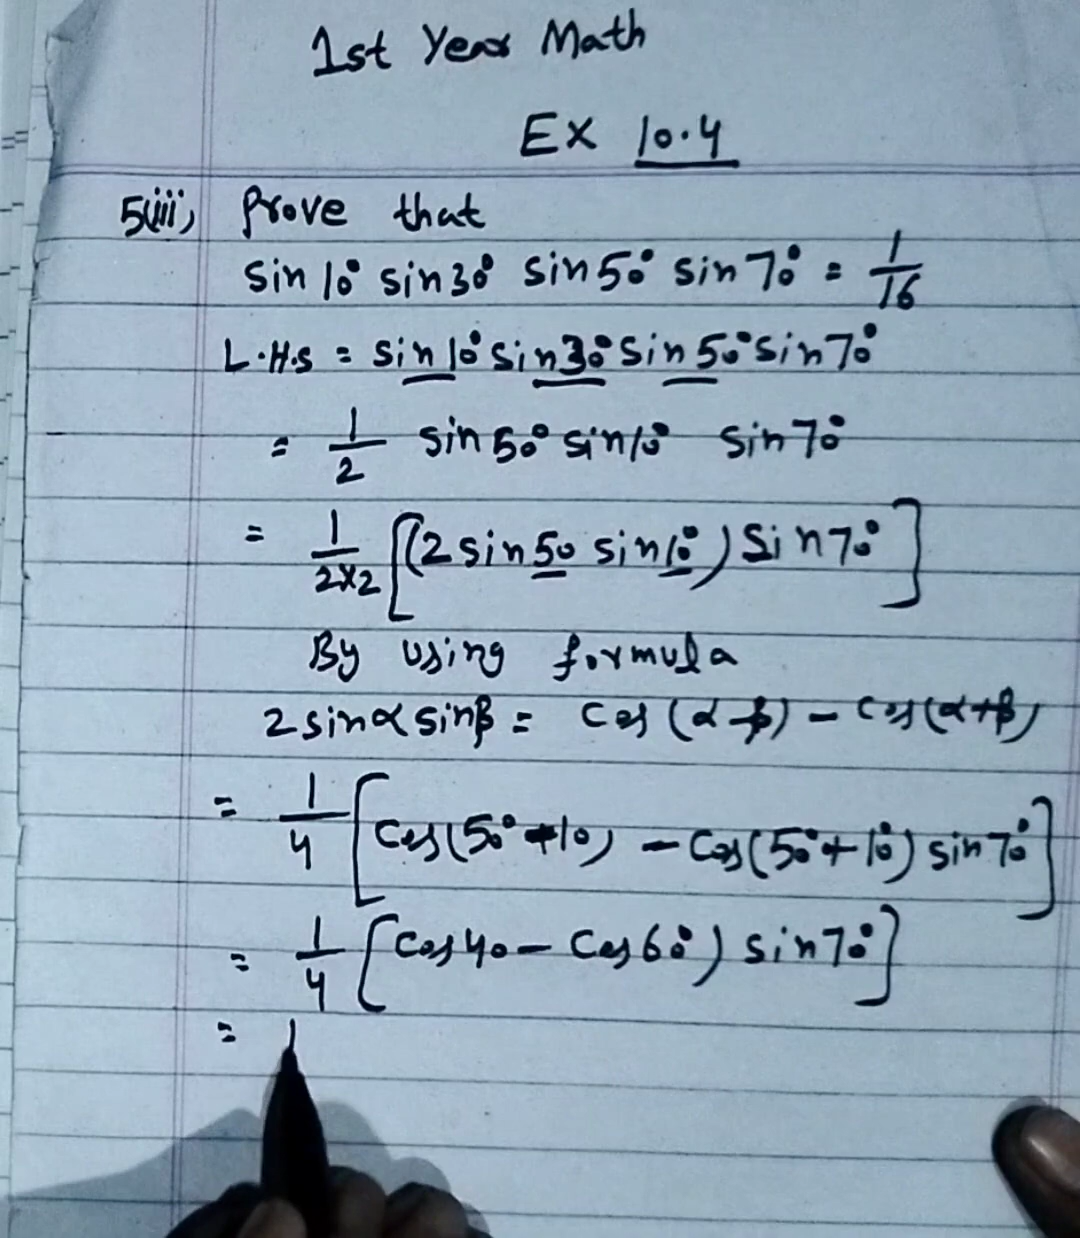 1st Year Math
Ex 10.4
5(iii) Prove that
sin 10° sin 30° sin 50° sin 70° = 1/16
L.H.S = sin 10° sin 30° sin 50° sin 70°
= 1/2 sin 50° sin 10° sin 70°
= 1/2×2 [(2 sin 50 sin 10°) sin 70°]
By using formula
2 sin α sin β = cos (α - β) - cos (α + β)
= 1/4 [cos (50° - 10) - cos (50° + 10°) sin 70°]
= 1/4 [cos 40 - cos 60°) sin 70°]
= 1